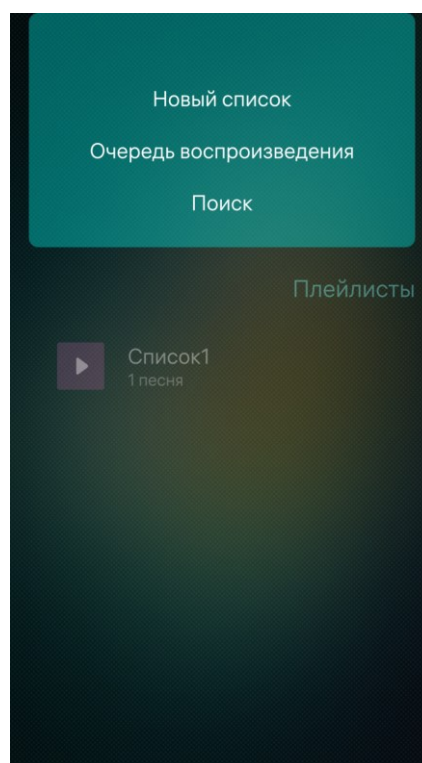 Новый список
Очередь воспроизведения
Поиск
Плейлисты
Список1
1 песня